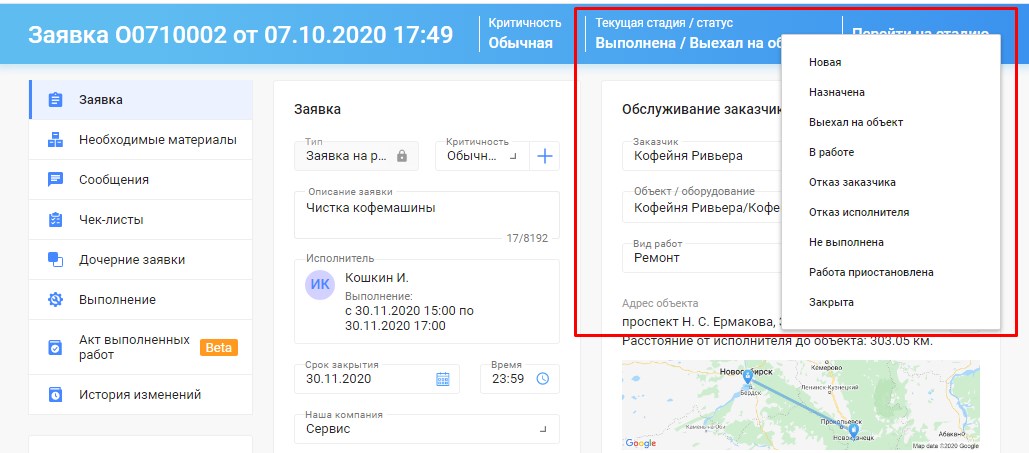 Заявка О0710002 от 07.10.2020 17:49
Критичность
Обычная
Текущая стадия / статус
Выполнена / Выехал на об
Перейти на стадию
Заявка
Необходимые материалы
Сообщения
Чек-листы
Дочерние заявки
Выполнение
Акт выполненных
работ
Beta
История изменений
Заявка
Тип
Заявка на р...
Критичность
Обычн...
Описание заявки
Чистка кофемашины
17/8192
Исполнитель
ИК
Кошкин И.
Выполнение:
с 30.11.2020 15:00 по
30.11.2020 17:00
Срок закрытия
30.11.2020
Время
23:59
Наша компания
Сервис
Обслуживание заказчик
Заказчик
Кофейня Ривьера
Объект / оборудование
Кофейня Ривьера/Кофе
Вид работ
Ремонт
Адрес объекта
проспект Н. С. Ермакова,
Расстояние от исполнителя до объекта: 303.05 км.
Новая
Назначена
Выехал на объект
В работе
Отказ заказчика
Отказ исполнителя
Не выполнена
Работа приостановлена
Закрыта
Новосибирск
Бердск
Кемерово
Ленинск-Кузнецкий
Камень-на-Оби
Прокопьевск
Новокузнецк
Абакан
Google
Map data ©2020 Google